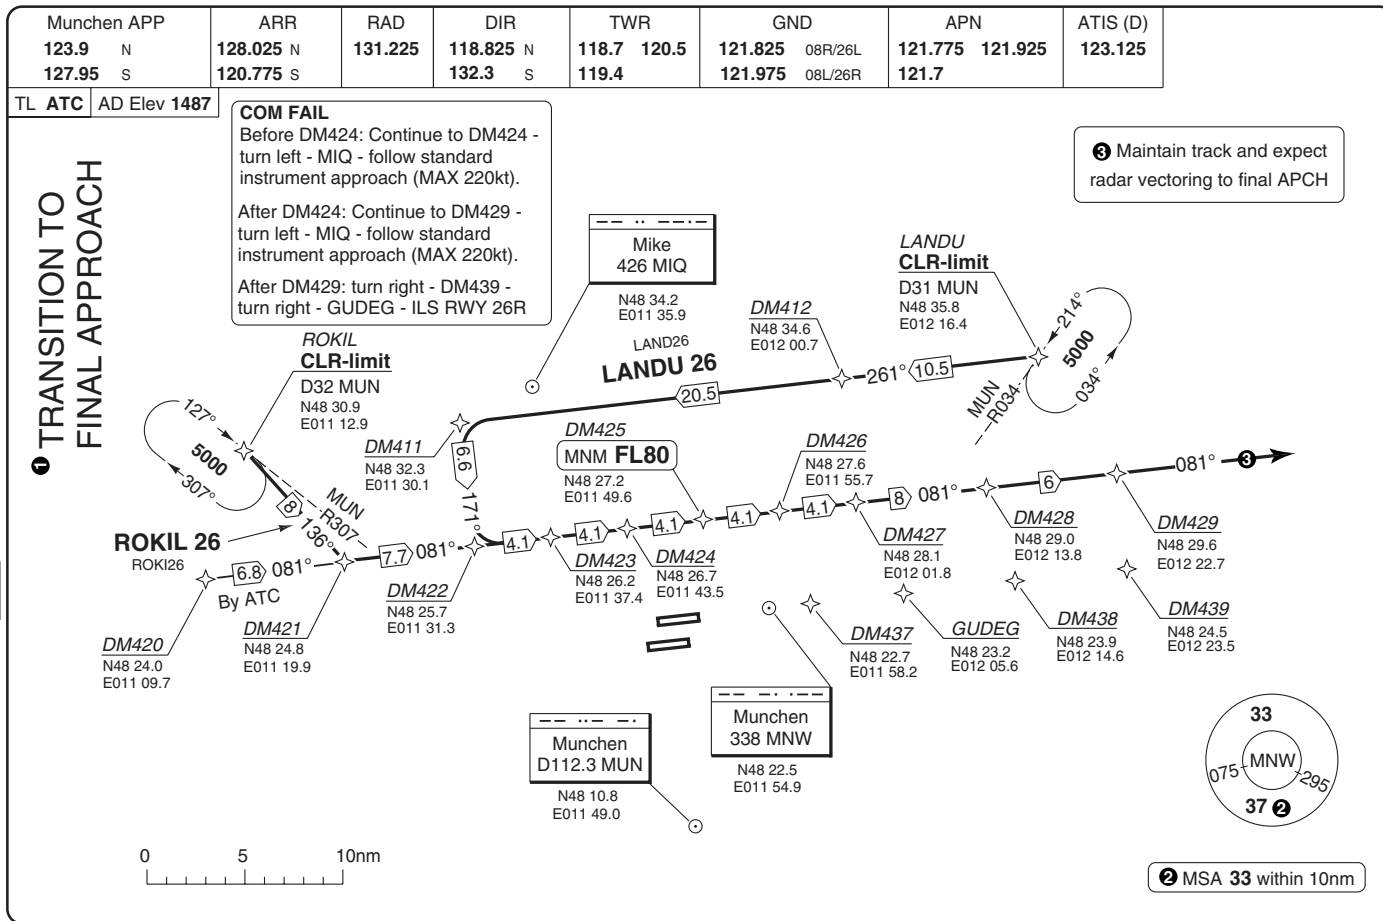 Munchen APP
123.9 N
127.95 S
ARR
128.025 N
120.775 S
RAD
131.225
DIR
118.825 N
132.3 S
TWR
118.7 120.5
119.4
GND
121.825 08R/26L
121.975 08L/26R
APN
121.775 121.925
121.7
ATIS (D)
123.125
TL ATC
AD Elev 1487
COM FAIL
Before DM424: Continue to DM424 -
turn left - MIQ - follow standard
instrument approach (MAX 220kt).
After DM424: Continue to DM429 -
turn left - MIQ - follow standard
instrument approach (MAX 220kt).
After DM429: turn right - DM439 -
turn right - GUDEG - ILS RWY 26R
3 Maintain track and expect
radar vectoring to final APCH
1 TRANSITION TO
FINAL APPROACH
Mike
426 MIQ
N48 34.2
E011 35.9
LANDU
CLR-limit
D31 MUN
N48 35.8
E012 16.4
214°
5000
034°
MUN
R034
DM412
N48 34.6
E012 00.7
LAND26
LANDU 26
261°
10.5
20.5
ROKIL
CLR-limit
D32 MUN
N48 30.9
E011 12.9
127°
5000
307°
MUN
R307
8
136°
ROKIL 26
ROKI26
DM411
N48 32.3
E011 30.1
6.6
171°
DM425
MNM FL80
N48 27.2
E011 49.6
DM426
N48 27.6
E011 55.7
081°
3
6
081°
8
4.1
4.1
4.1
4.1
4.1
081°
7.7
081°
6.8
By ATC
DM420
N48 24.0
E011 09.7
DM421
N48 24.8
E011 19.9
DM422
N48 25.7
E011 31.3
DM423
N48 26.2
E011 37.4
DM424
N48 26.7
E011 43.5
DM427
N48 28.1
E012 01.8
DM428
N48 29.0
E012 13.8
DM429
N48 29.6
E012 22.7
DM437
N48 22.7
E011 58.2
GUDEG
N48 23.2
E012 05.6
DM438
N48 23.9
E012 14.6
DM439
N48 24.5
E012 23.5
Munchen
D112.3 MUN
N48 10.8
E011 49.0
Munchen
338 MNW
N48 22.5
E011 54.9
33
MNW
075
295
37 2
0 5 10nm
2 MSA 33 within 10nm